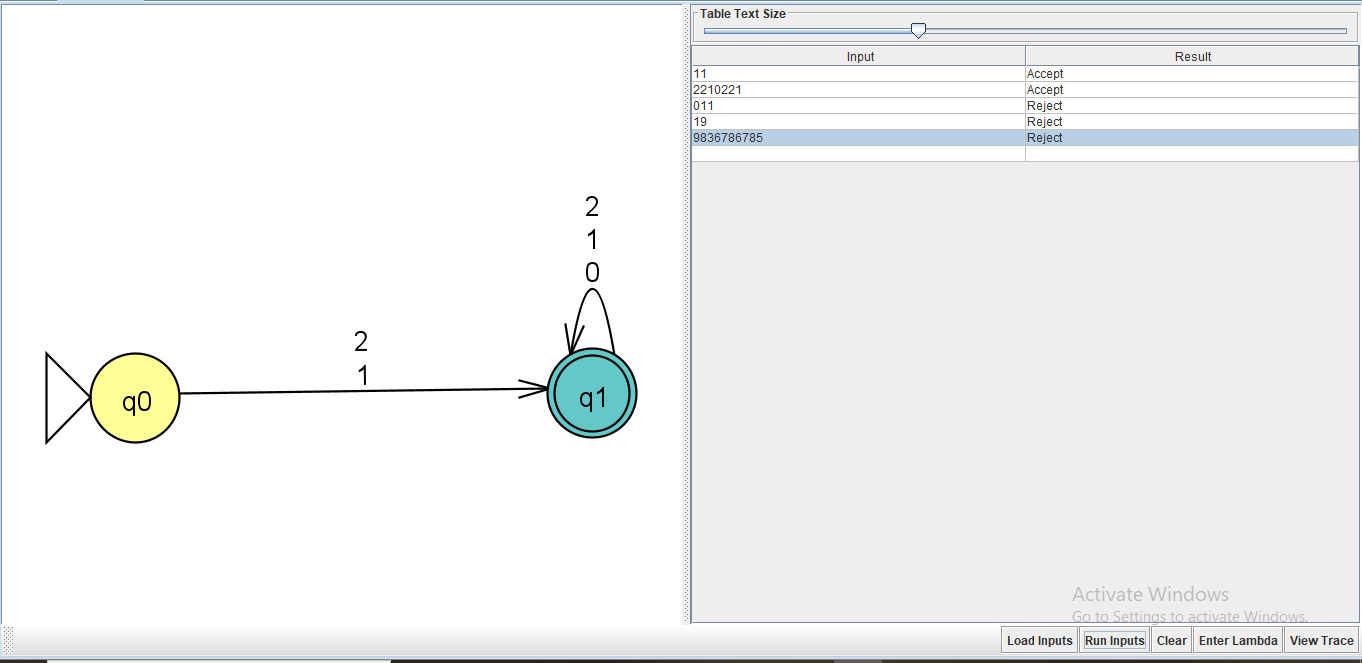 2
1
0
2
1
q0
q1
Table Text Size
Input Result
11 Accept
2210221 Accept
011 Reject
19 Reject
9836786785 Reject
Activate Windows
Go to Settings to activate Windows.
Load Inputs Run Inputs Clear Enter Lambda View Trace